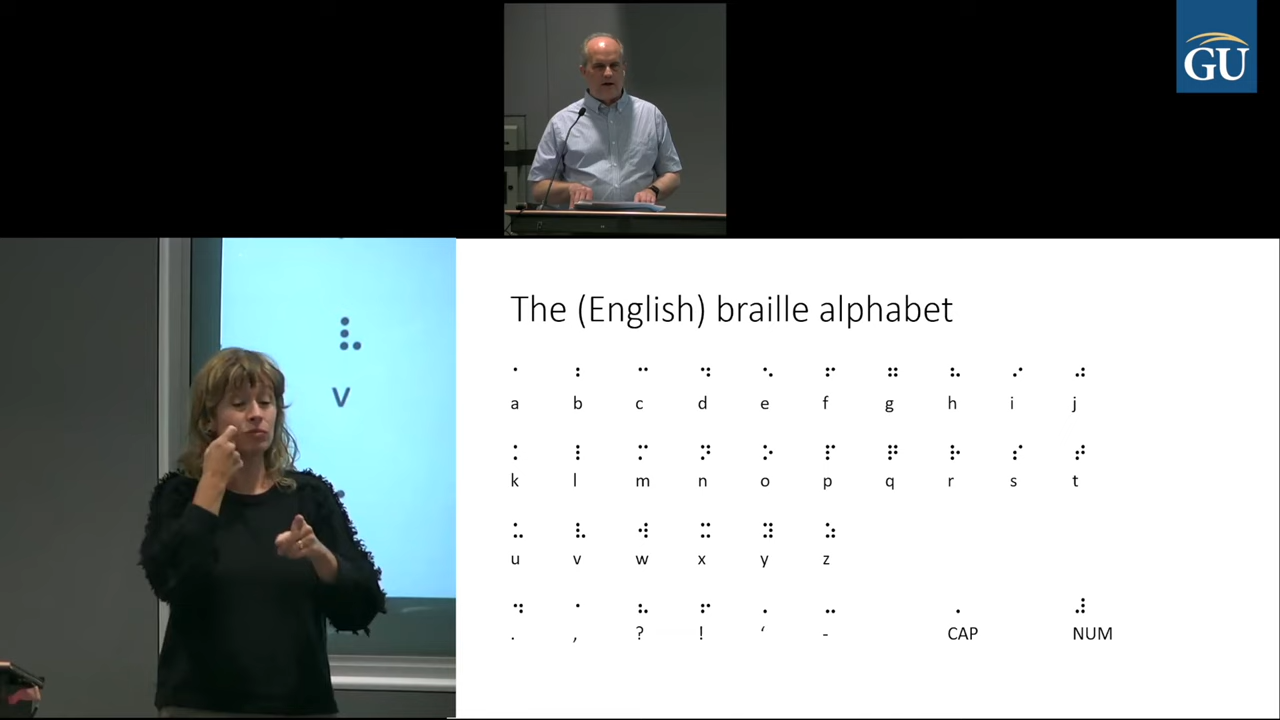 GU
⠧
v
The (English) braille alphabet
⠁ ⠃ ⠉ ⠙ ⠑ ⠋ ⠛ ⠓ ⠊ ⠚
a b c d e f g h i j
⠅ ⠇ ⠍ ⠝ ⠕ ⠏ ⠟ ⠗ ⠎ ⠞
k l m n o p q r s t
⠥ ⠧ ⠺ ⠭ ⠽ ⠵
u v w x y z
⠲ ⠂ ⠦ ⠖ ⠄ ⠤ ⠠ ⠼
. , ? ! ‘ - CAP NUM